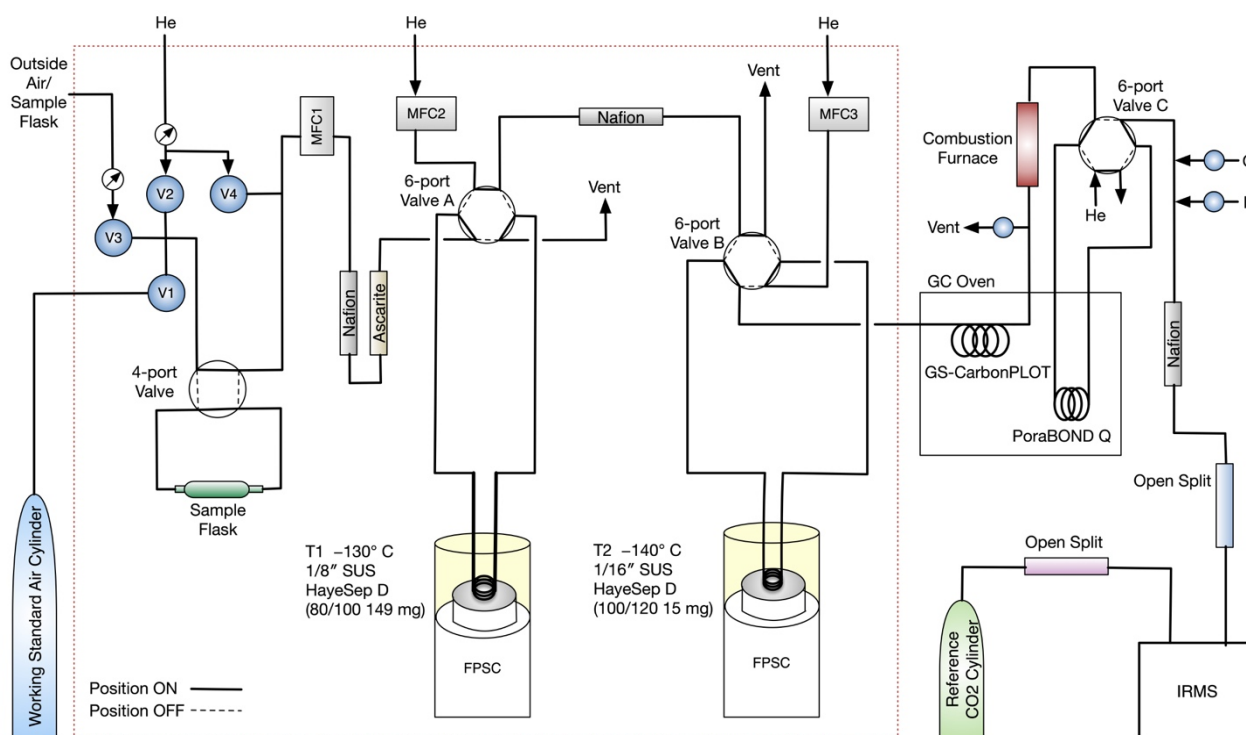 He
He
He
Outside
Air/
Sample
Flask
Vent
6-port
Valve C
MFC1
MFC2
Nafion
MFC3
Combustion
Furnace
6-port
Valve A
V2
V4
Vent
He
V3
6-port
Valve B
Vent
V1
GC Oven
Nafion
Ascarite
Nafion
4-port
Valve
GS-CarbonPLOT
PoraBOND Q
Sample
Flask
Open Split
T1 –130° C
1/8″ SUS
HayeSep D
(80/100 149 mg)
T2 –140° C
1/16″ SUS
HayeSep D
(100/120 15 mg)
Open Split
Working Standard Air Cylinder
FPSC
FPSC
Reference
CO2 Cylinder
IRMS
Position ON
Position OFF